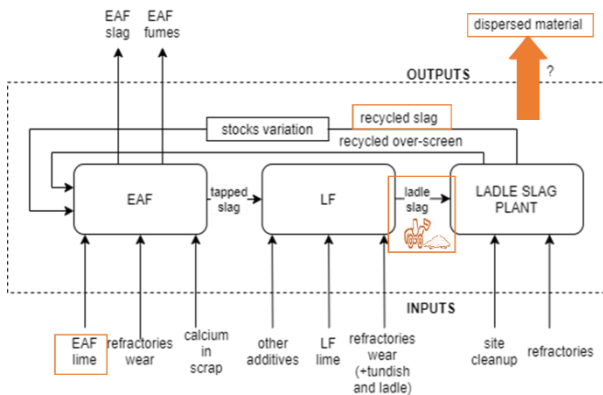 EAF
slag
EAF
fumes
dispersed material
?
OUTPUTS
stocks variation
recycled slag
recycled over-screen
EAF
tapped
slag
LF
ladle
slag
LADLE SLAG
PLANT
INPUTS
EAF
lime
refractories
wear
calcium
in
scrap
other
additives
LF
lime
refractories
wear
(+tundish
and ladle)
site
cleanup
refractories